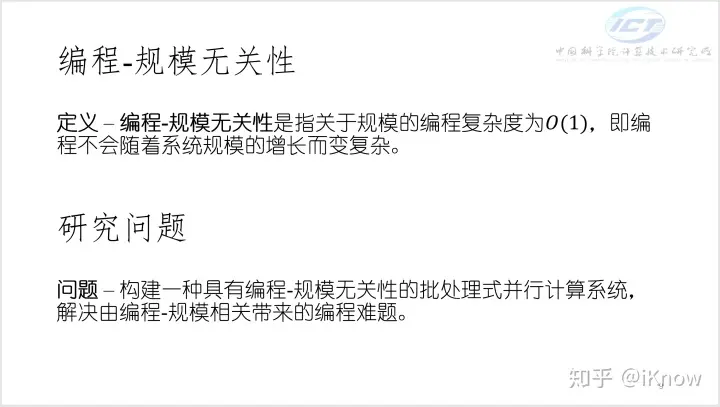 ICT
中国科学院计算技术研究所
编程-规模无关性
定义 – 编程-规模无关性是指关于规模的编程复杂度为O(1)，即编
程不会随着系统规模的增长而变复杂。
研究问题
问题 – 构建一种具有编程-规模无关性的批处理式并行计算系统，
解决由编程-规模相关带来的编程难题。
知乎 @iKnow